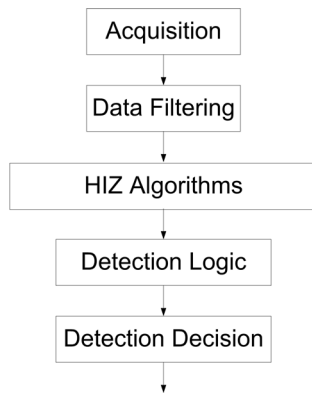 Acquisition
Data Filtering
HIZ Algorithms
Detection Logic
Detection Decision